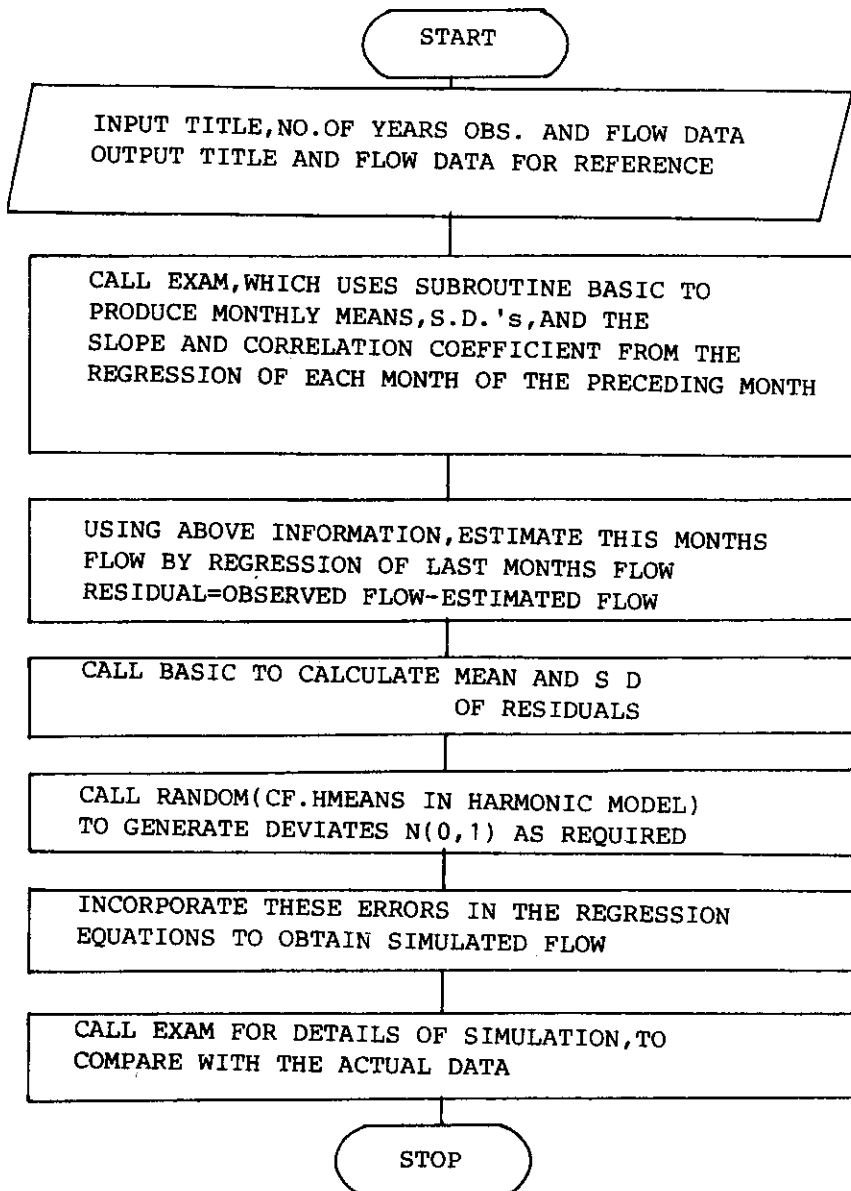 START
INPUT TITLE,NO.OF YEARS OBS. AND FLOW DATA
OUTPUT TITLE AND FLOW DATA FOR REFERENCE
CALL EXAM,WHICH USES SUBROUTINE BASIC TO
PRODUCE MONTHLY MEANS,S.D.'s,AND THE
SLOPE AND CORRELATION COEFFICIENT FROM THE
REGRESSION OF EACH MONTH OF THE PRECEDING MONTH
USING ABOVE INFORMATION,ESTIMATE THIS MONTHS
FLOW BY REGRESSION OF LAST MONTHS FLOW
RESIDUAL=OBSERVED FLOW-ESTIMATED FLOW
CALL BASIC TO CALCULATE MEAN AND S D
OF RESIDUALS
CALL RANDOM(CF.HMEANS IN HARMONIC MODEL)
TO GENERATE DEVIATES N(0,1) AS REQUIRED
INCORPORATE THESE ERRORS IN THE REGRESSION
EQUATIONS TO OBTAIN SIMULATED FLOW
CALL EXAM FOR DETAILS OF SIMULATION,TO
COMPARE WITH THE ACTUAL DATA
STOP